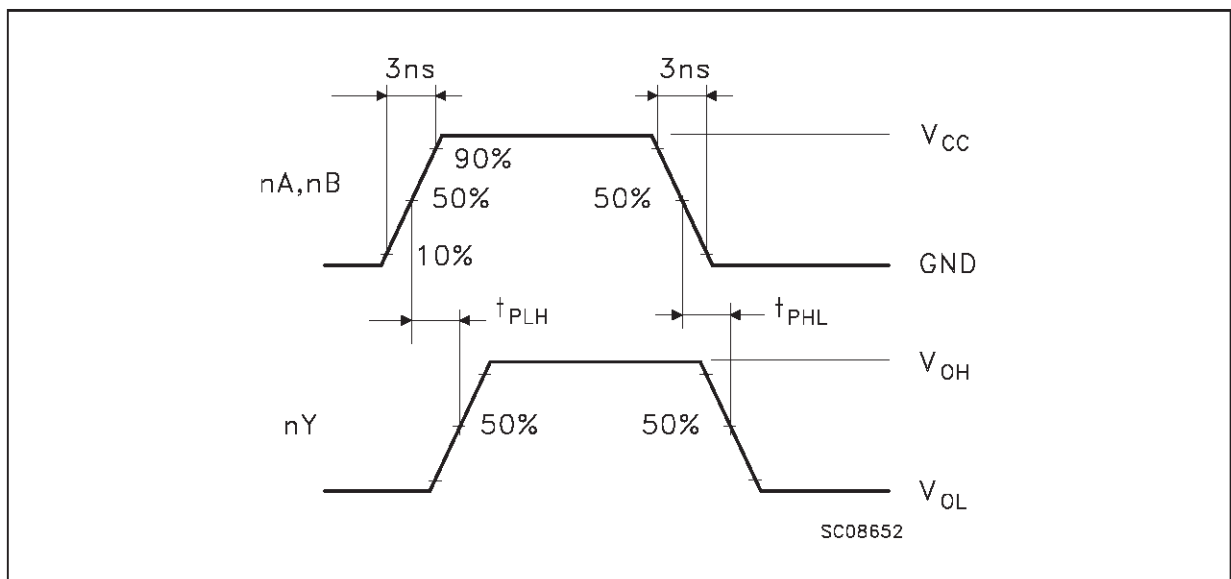 3ns 3ns
V_CC
90%
nA,nB
50% 50%
10%
GND
t_PLH t_PHL
V_OH
nY
50% 50%
V_OL
SC08652